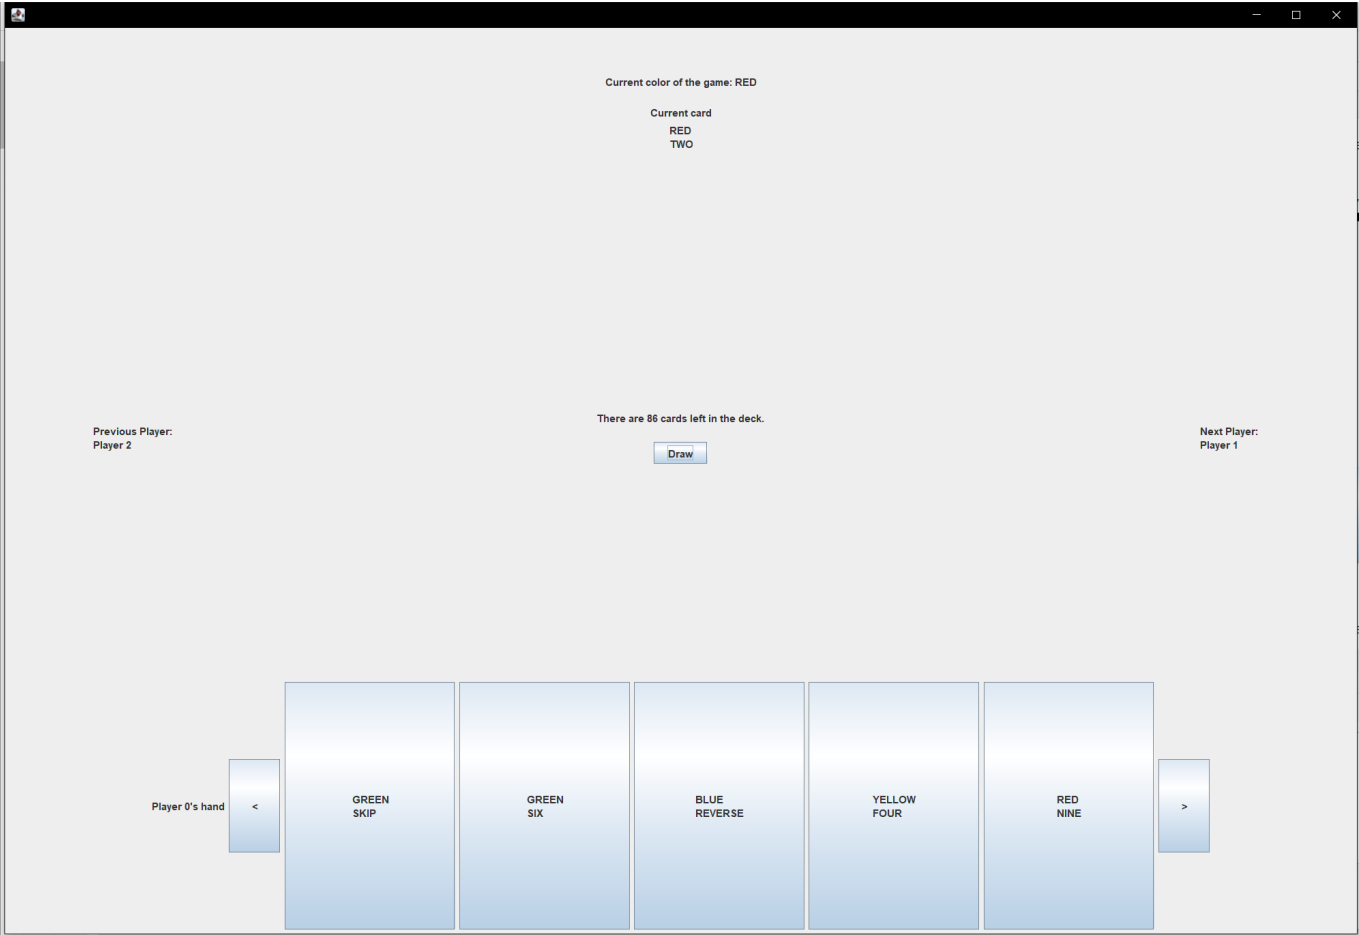 Current color of the game: RED
Current card
RED
TWO
There are 86 cards left in the deck.
Previous Player:
Player 2
Draw
Next Player:
Player 1
Player 0's hand
<
GREEN
SKIP
GREEN
SIX
BLUE
REVERSE
YELLOW
FOUR
RED
NINE
>